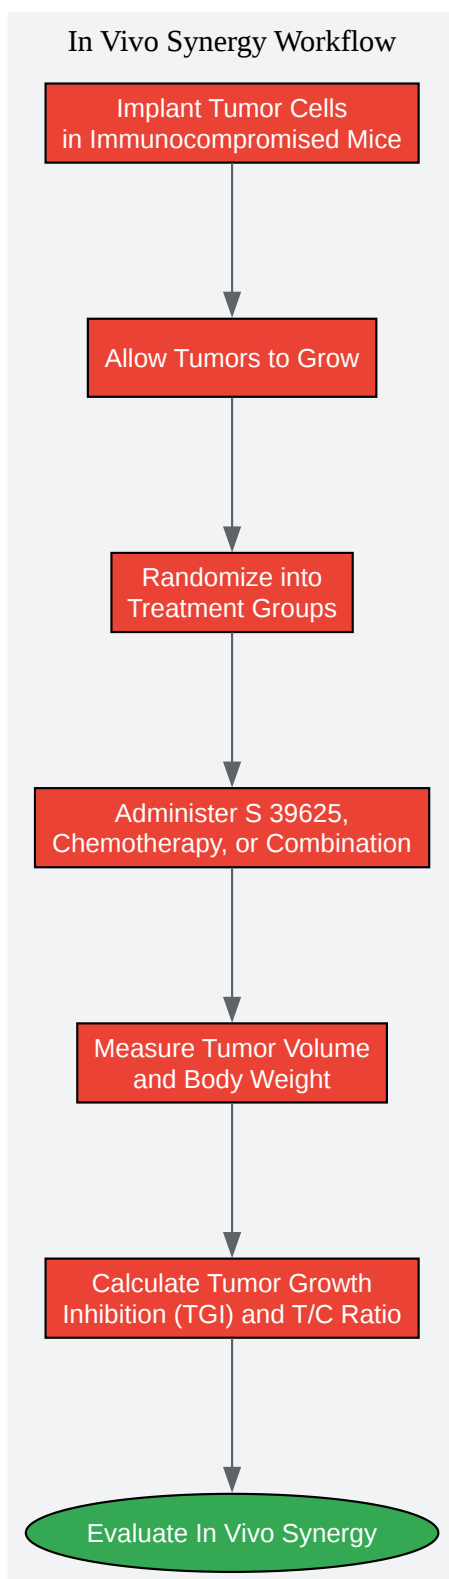 In Vivo Synergy Workflow
Implant Tumor Cells
in Immunocompromised Mice
Allow Tumors to Grow
Randomize into
Treatment Groups
Administer S 39625,
Chemotherapy, or Combination
Measure Tumor Volume
and Body Weight
Calculate Tumor Growth
Inhibition (TGI) and T/C Ratio
Evaluate In Vivo Synergy